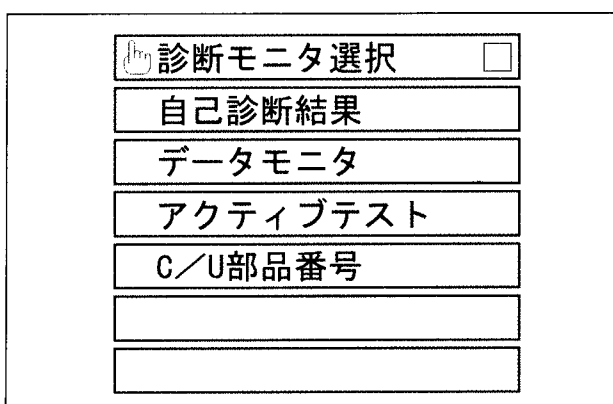 診断モニタ選択
自己診断結果
データモニタ
アクティブテスト
C/U部品番号